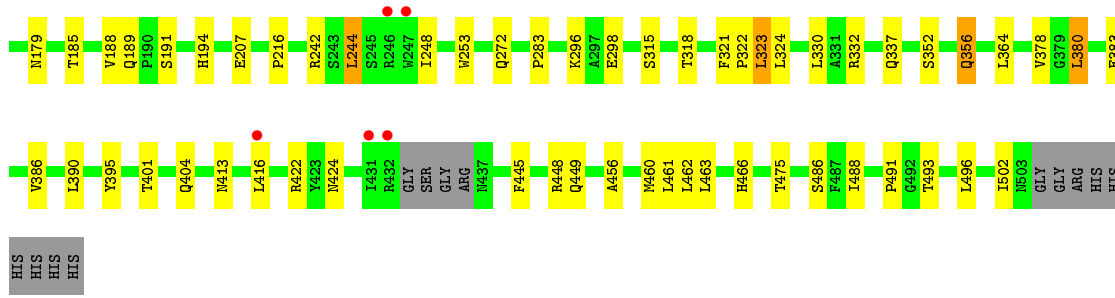 N179 T185 V188 Q189 P190 S191 H194 E207 P216 R242 S243 L244 S245 R246 W247 I248 W253 Q272 P283 K296 A297 E298 S315 T318 F321 P322 L323 L324 L330 A331 R332 Q337 S352 Q356 L364 V378 G379 L380
V386 L390 Y395 T401 Q404 N413 L416 R422 Y423 N424 I431 R432 GLY SER GLY ARG N437 F445 R448 Q449 A456 M460 L461 L462 L463 H466 T475 S486 F487 I488 P491 G492 T493 L496 I502 N503 GLY GLY ARG HIS HIS
HIS HIS HIS HIS